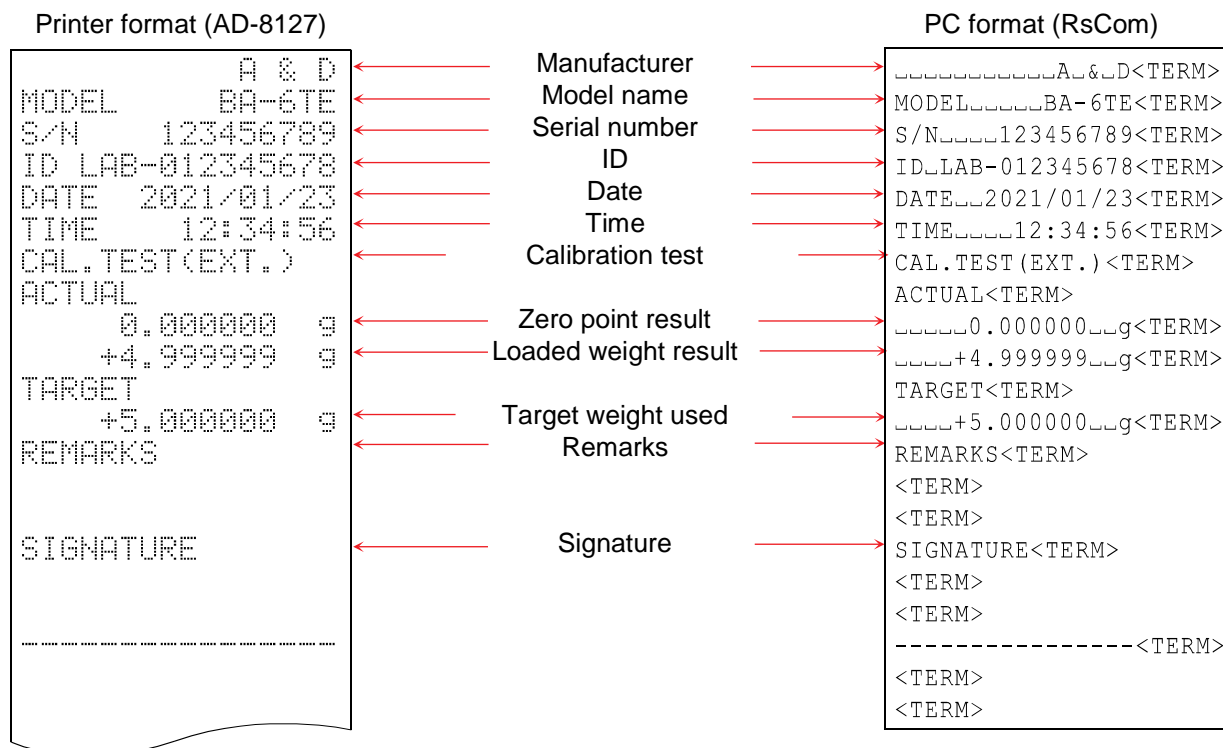 Printer format (AD-8127)
A & D
MODEL BA-6TE
S/N 123456789
ID LAB-012345678
DATE 2021/01/23
TIME 12:34:56
CAL.TEST(EXT.)
ACTUAL
0.000000 g
+4.999999 g
TARGET
+5.000000 g
REMARKS
SIGNATURE
----------------
Manufacturer
Model name
Serial number
ID
Date
Time
Calibration test
Zero point result
Loaded weight result
Target weight used
Remarks
Signature
PC format (RsCom)
␣␣␣␣␣␣␣␣␣␣␣A␣&␣D<TERM>
MODEL␣␣␣␣␣BA-6TE<TERM>
S/N␣␣␣␣123456789<TERM>
ID␣LAB-012345678<TERM>
DATE␣␣2021/01/23<TERM>
TIME␣␣␣␣12:34:56<TERM>
CAL.TEST(EXT.)<TERM>
ACTUAL<TERM>
␣␣␣␣␣0.000000␣␣g<TERM>
␣␣␣␣+4.999999␣␣g<TERM>
TARGET<TERM>
␣␣␣␣+5.000000␣␣g<TERM>
REMARKS<TERM>
<TERM>
<TERM>
SIGNATURE<TERM>
<TERM>
<TERM>
----------------<TERM>
<TERM>
<TERM>